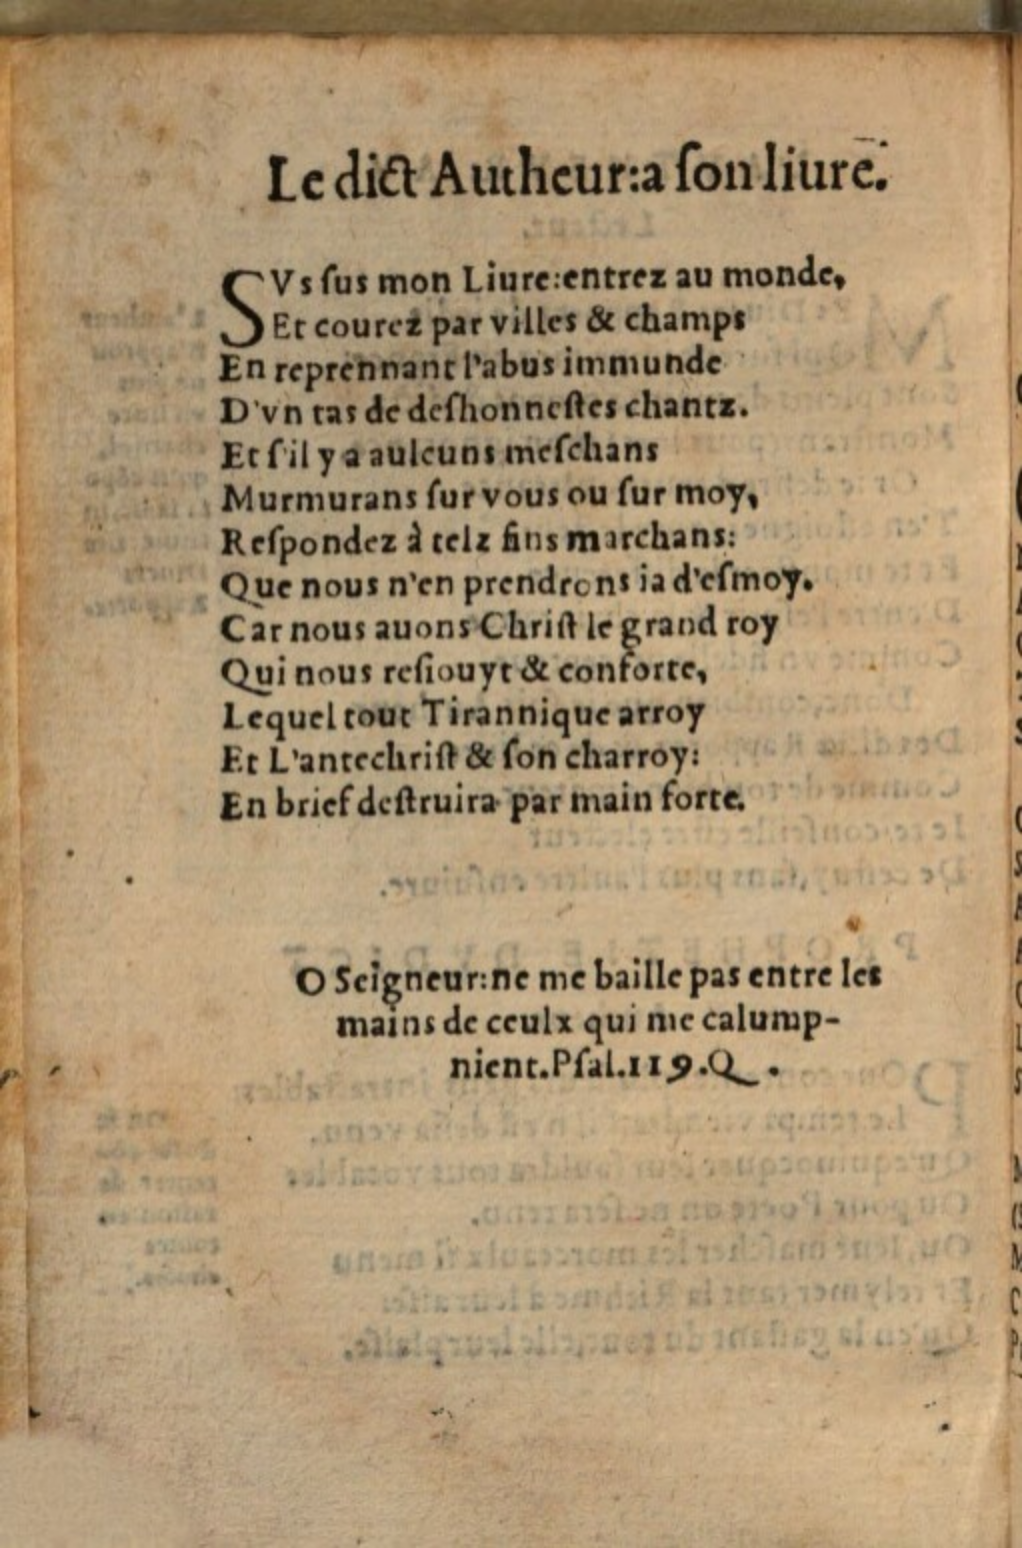 Le dict Autheur:a ſon liure.
SVs ſus mon Liure:entrez au monde,
Et courez par villes & champs
En reprennant l'abus immunde
D'vn tas de deſhonneſtes chantz.
Et ſ'il y a aulcuns meſchans
Murmurans ſur vous ou ſur moy,
Reſpondez à telz fins marchans:
Que nous n'en prendrons ia d'eſmoy.
Car nous auons Chriſt le grand roy
Qui nous reſiouyt & conforte,
Lequel tout Tirannique arroy
Et L'antechriſt & ſon charroy:
En brief deſtruira par main forte.
O Seigneur:ne me baille pas entre les
mains de ceulx qui me calump-
nient.Pſal.119.Q.